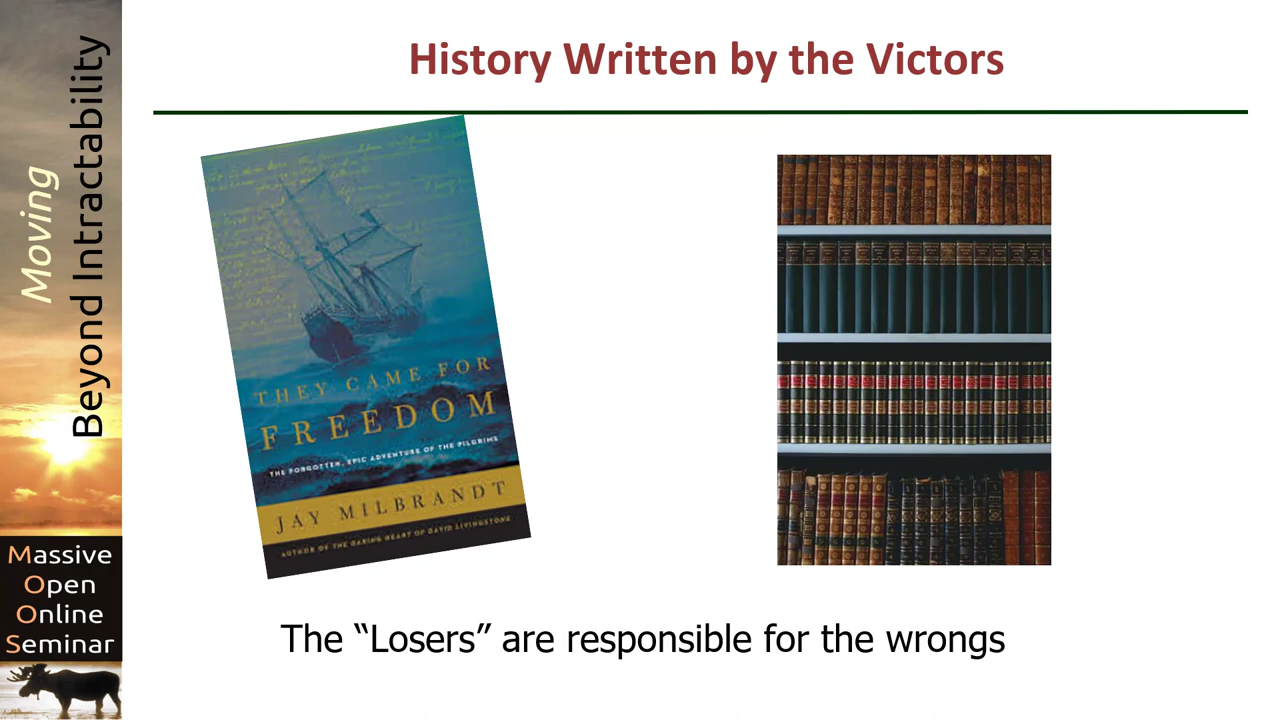 History Written by the Victors
Moving
Beyond Intractability
THEY CAME FOR
FREEDOM
THE FORGOTTEN, EPIC ADVENTURE OF THE PILGRIMS
JAY MILBRANDT
AUTHOR OF THE DARING HEART OF DAVID LIVINGSTONE
Massive
Open
Online
Seminar
The “Losers” are responsible for the wrongs